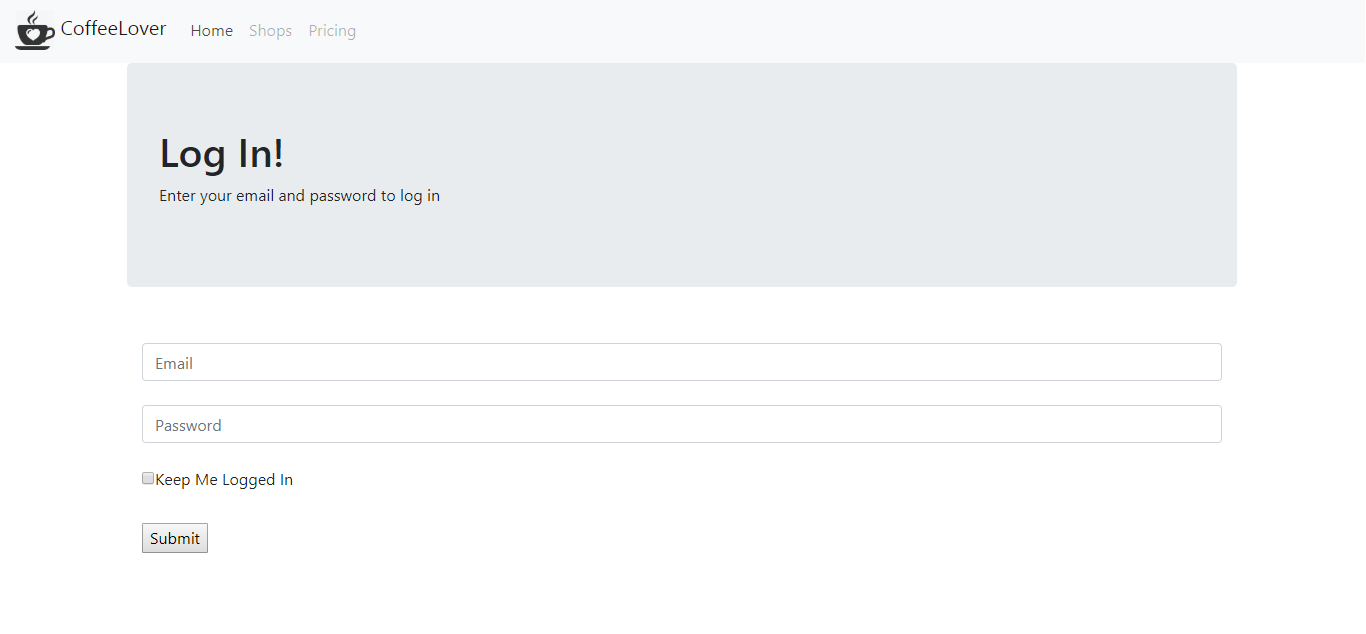 CoffeeLover Home Shops Pricing
Log In!
Enter your email and password to log in
Email
Password
Keep Me Logged In
Submit